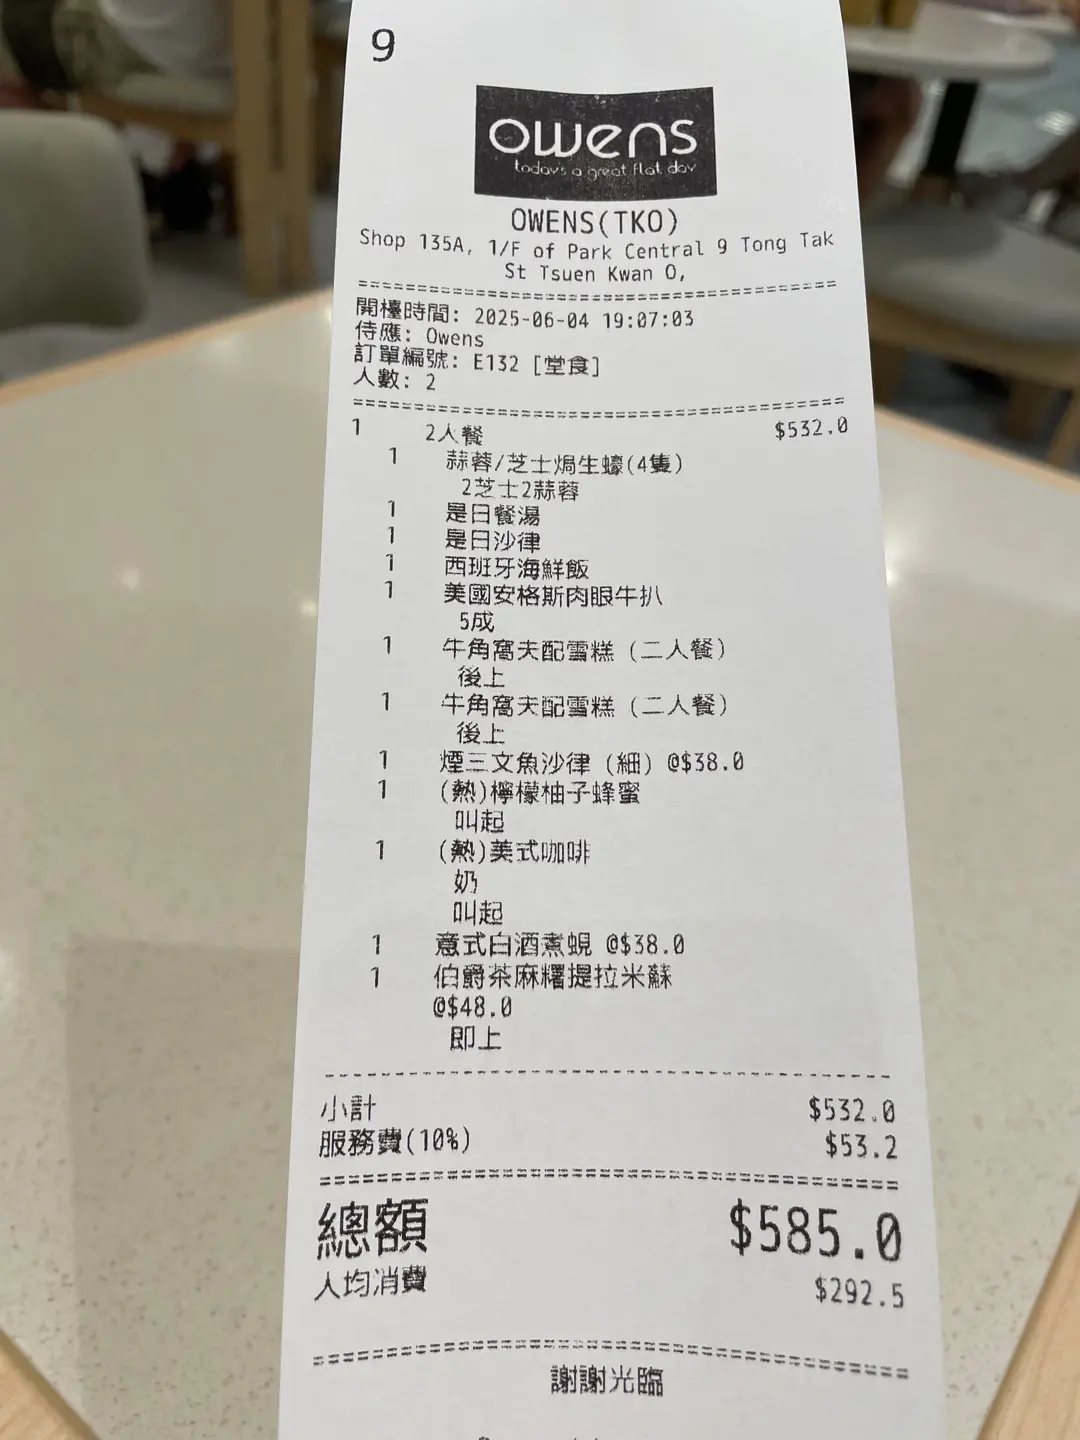 9
owens
today's a great flat day
OWENS(TKO)
Shop 135A, 1/F of Park Central 9 Tong Tak
St Tsuen Kwan O,
開檯時間: 2025-06-04 19:07:03
侍應: Owens
訂單編號: E132 [堂食]
人數: 2
1 2人餐 $532.0
1 蒜蓉/芝士焗生蠔(4隻)
2芝士2蒜蓉
1 是日餐湯
1 是日沙律
1 西班牙海鮮飯
1 美國安格斯肉眼牛扒
5成
1 牛角窩夫配雪糕 (二人餐)
後上
1 牛角窩夫配雪糕 (二人餐)
後上
1 煙三文魚沙律 (細) @$38.0
1 (熱)檸檬柚子蜂蜜
叫起
1 (熱)美式咖啡
奶
叫起
1 意式白酒煮蜆 @$38.0
1 伯爵茶麻糬提拉米蘇
@$48.0
即上
小計 $532.0
服務費(10%) $53.2
總額 $585.0
人均消費 $292.5
謝謝光臨